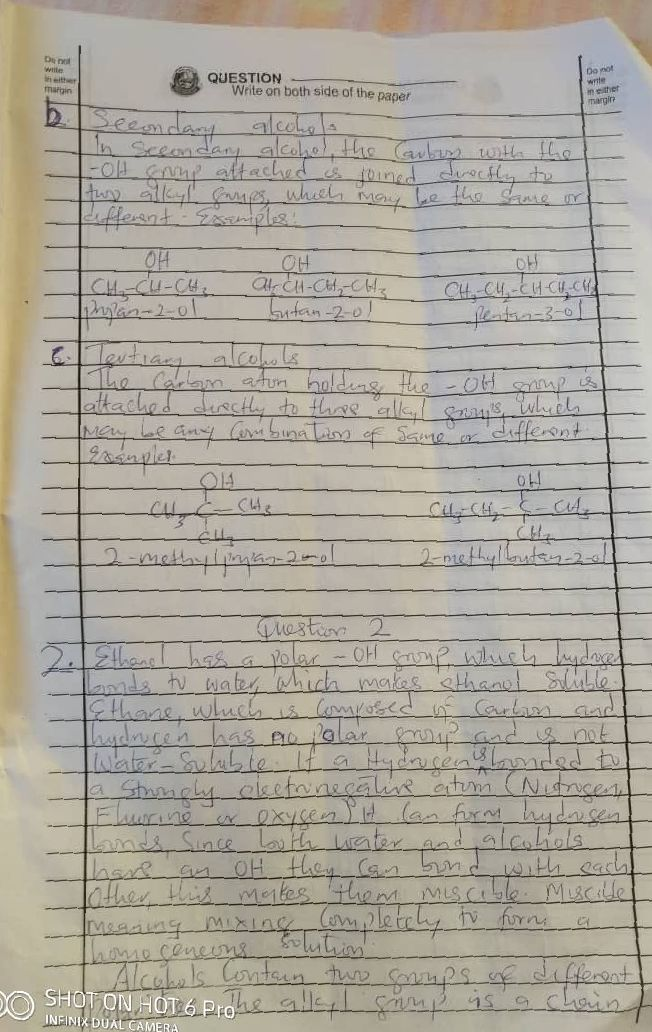 Do not
write
in either
margin
QUESTION
Write on both side of the paper
Do not
write
in either
margin
b. Secondary alcohols
In Secondary alcohol, the Carbon with the
-OH group attached is joined directly to
two alkyl groups, which may be the same or
different. Examples:
OH OH OH
CH3-CH-CH3 CH3-CH-CH2-CH3 CH3-CH2-CH-CH2-CH3
propan-2-ol butan-2-ol pentan-3-ol
c. Tertiary alcohols
The Carbon atom holding the -OH group is
attached directly to three alkyl groups, which
may be any Combination of same or different.
Examples.
OH OH
CH3-C-CH3 CH3-CH2-C-CH3
CH3 CH3
2-methylpropan-2-ol 2-methylbutan-2-ol
Question 2
2. Ethanol has a polar -OH group, which hydrogen
bonds to water, which makes ethanol Soluble.
Ethane, which is Composed of Carbon and
hydrogen has no polar group and is not
Water-Soluble. If a Hydrogen is bonded to
a Strongly electronegative atom (Nitrogen,
Fluorine or oxygen) it Can form hydrogen
bonds, Since both water and alcohols
have an OH they Can bond with each
other, this makes them miscible. Miscible
meaning mixing Completely to form a
homogeneous Solution.
Alcohols Contain two groups of different
The alkyl group is a chain
SHOT ON HOT 6 Pro
INFINIX DUAL CAMERA